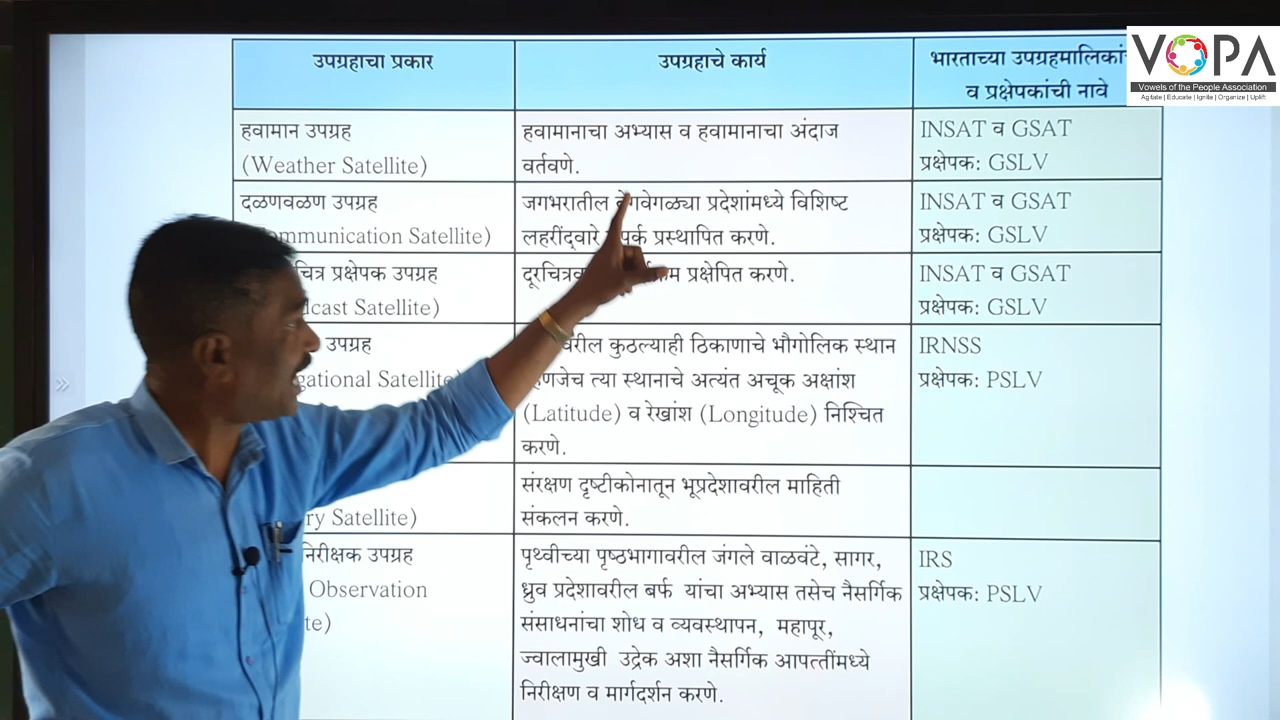 VOPA
Vowels of the People Association
Agitate | Educate | Ignite | Organize | Uplift
उपग्रहाचा प्रकार
उपग्रहाचे कार्य
भारताच्या उपग्रहमालिकां
व प्रक्षेपकांची नावे
हवामान उपग्रह
(Weather Satellite)
हवामानाचा अभ्यास व हवामानाचा अंदाज
वर्तवणे.
INSAT व GSAT
प्रक्षेपक: GSLV
दळणवळण उपग्रह
mmunication Satellite)
जगभरातील वेगवेगळ्या प्रदेशांमध्ये विशिष्ट
लहरींद्वारे पर्क प्रस्थापित करणे.
INSAT व GSAT
प्रक्षेपक: GSLV
चित्र प्रक्षेपक उपग्रह
dcast Satellite)
दूरचित्रव क्रम प्रक्षेपित करणे.
INSAT व GSAT
प्रक्षेपक: GSLV
उपग्रह
gational Satellite)
वरील कुठल्याही ठिकाणाचे भौगोलिक स्थान
म्हणजेच त्या स्थानाचे अत्यंत अचूक अक्षांश
(Latitude) व रेखांश (Longitude) निश्चित
करणे.
IRNSS
प्रक्षेपक: PSLV
ry Satellite)
संरक्षण दृष्टीकोनातून भूप्रदेशावरील माहिती
संकलन करणे.
निरीक्षक उपग्रह
Observation
te)
पृथ्वीच्या पृष्ठभागावरील जंगले वाळवंटे, सागर,
ध्रुव प्रदेशावरील बर्फ यांचा अभ्यास तसेच नैसर्गिक
संसाधनांचा शोध व व्यवस्थापन, महापूर,
ज्वालामुखी उद्रेक अशा नैसर्गिक आपत्तींमध्ये
निरीक्षण व मार्गदर्शन करणे.
IRS
प्रक्षेपक: PSLV